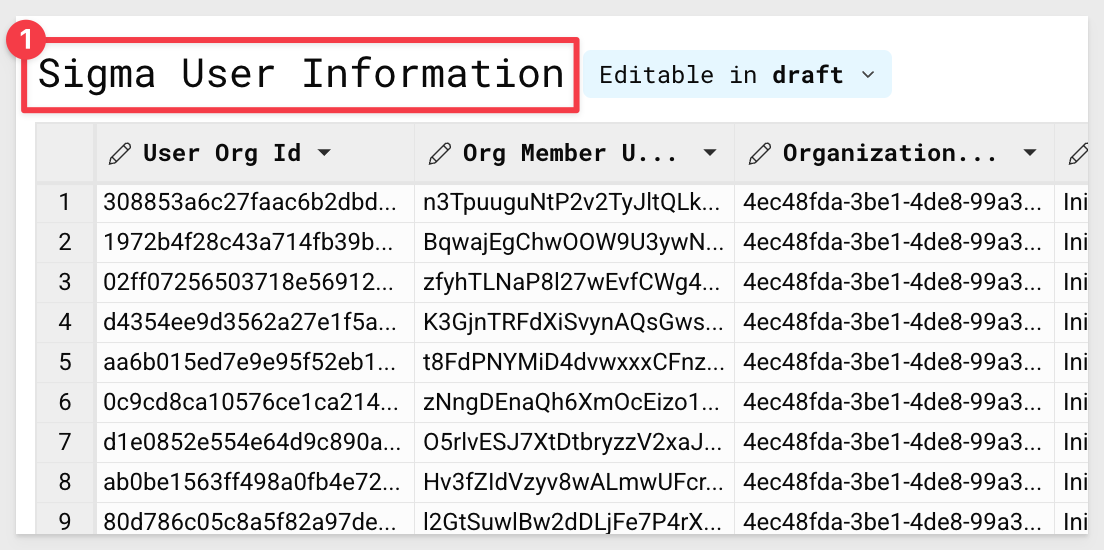 1
Sigma User Information Editable in draft
User Org Id Org Member U... Organization...
1 308853a6c27faac6b2dbd... n3TpuuguNtP2v2TyJltQLk... 4ec48fda-3be1-4de8-99a3... Ini
2 1972b4f28c43a714fb39b... BqwajEgChwOOW9U3ywN... 4ec48fda-3be1-4de8-99a3... Ini
3 02ff07256503718e56912... zfyhTLNaP8l27wEvfCWg4... 4ec48fda-3be1-4de8-99a3... Ini
4 d4354ee9d3562a27e1f5a... K3GjnTRFdXiSvynAQsGws... 4ec48fda-3be1-4de8-99a3... Ini
5 aa6b015ed7e9e95f52eb1... t8FdPNYMiD4dvwxxxCFnz... 4ec48fda-3be1-4de8-99a3... Ini
6 0c9cd8ca10576ce1ca214... zNngDEnaQh6XmOcEizo1... 4ec48fda-3be1-4de8-99a3... Ini
7 d1e0852e554e64d9c890a... O5rlvESJ7XtDtbryzzV2xaJ... 4ec48fda-3be1-4de8-99a3... Ini
8 ab0be1563ff498a0fb4e72... Hv3fZIdVzyv8wALmwUFcr... 4ec48fda-3be1-4de8-99a3... Ini
9 80d786c05c8a5f82a97de... l2GtSuwlBw2dDLjFe7P4rX... 4ec48fda-3be1-4de8-99a3... Ini